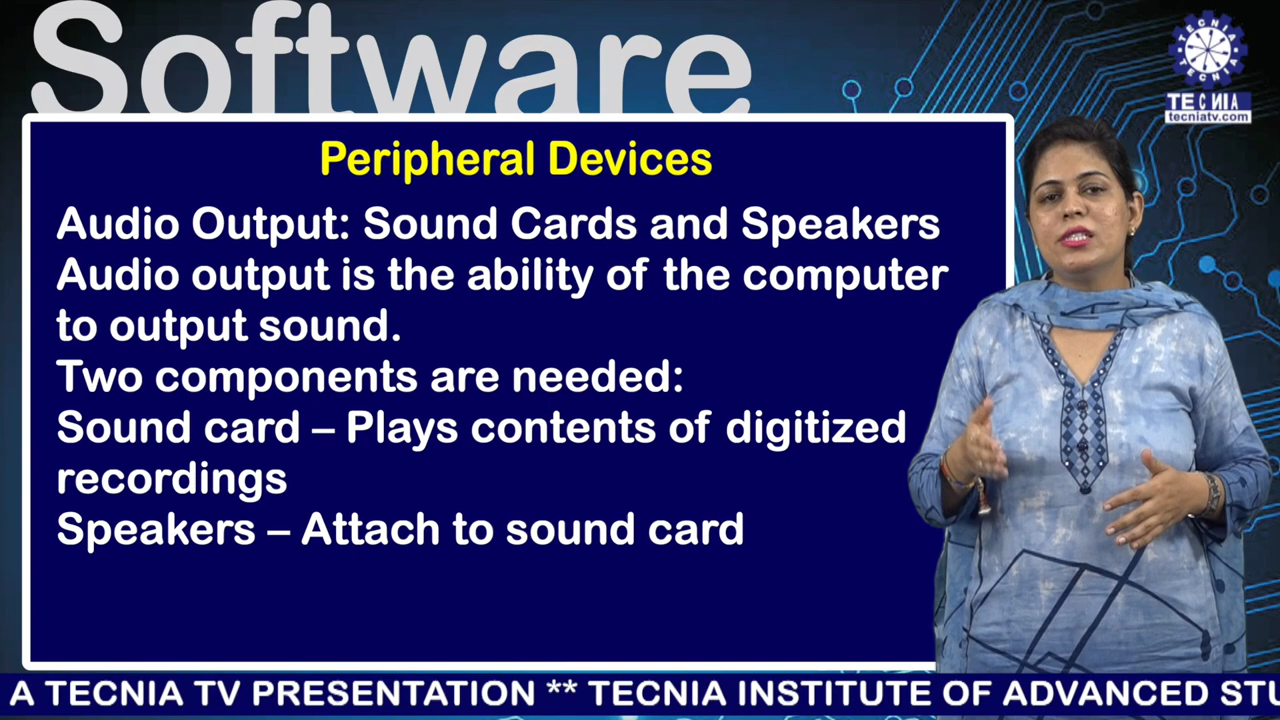 Software
TECNIA
TECNIA
TECNIA
tecniatv.com
Peripheral Devices
Audio Output: Sound Cards and Speakers
Audio output is the ability of the computer
to output sound.
Two components are needed:
Sound card – Plays contents of digitized
recordings
Speakers – Attach to sound card
A TECNIA TV PRESENTATION ** TECNIA INSTITUTE OF ADVANCED STU